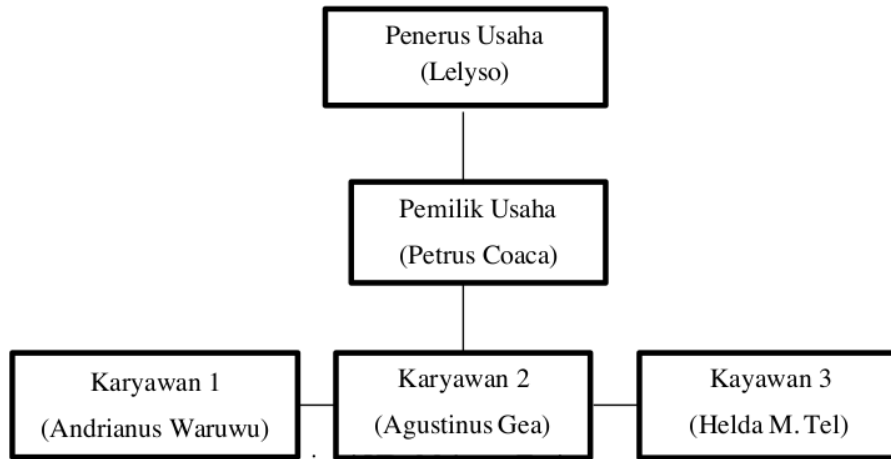 Penerus Usaha
(Lelyso)
Pemilik Usaha
(Petrus Coaca)
Karyawan 1
(Andrianus Waruwu)
Karyawan 2
(Agustinus Gea)
Kayawan 3
(Helda M. Tel)